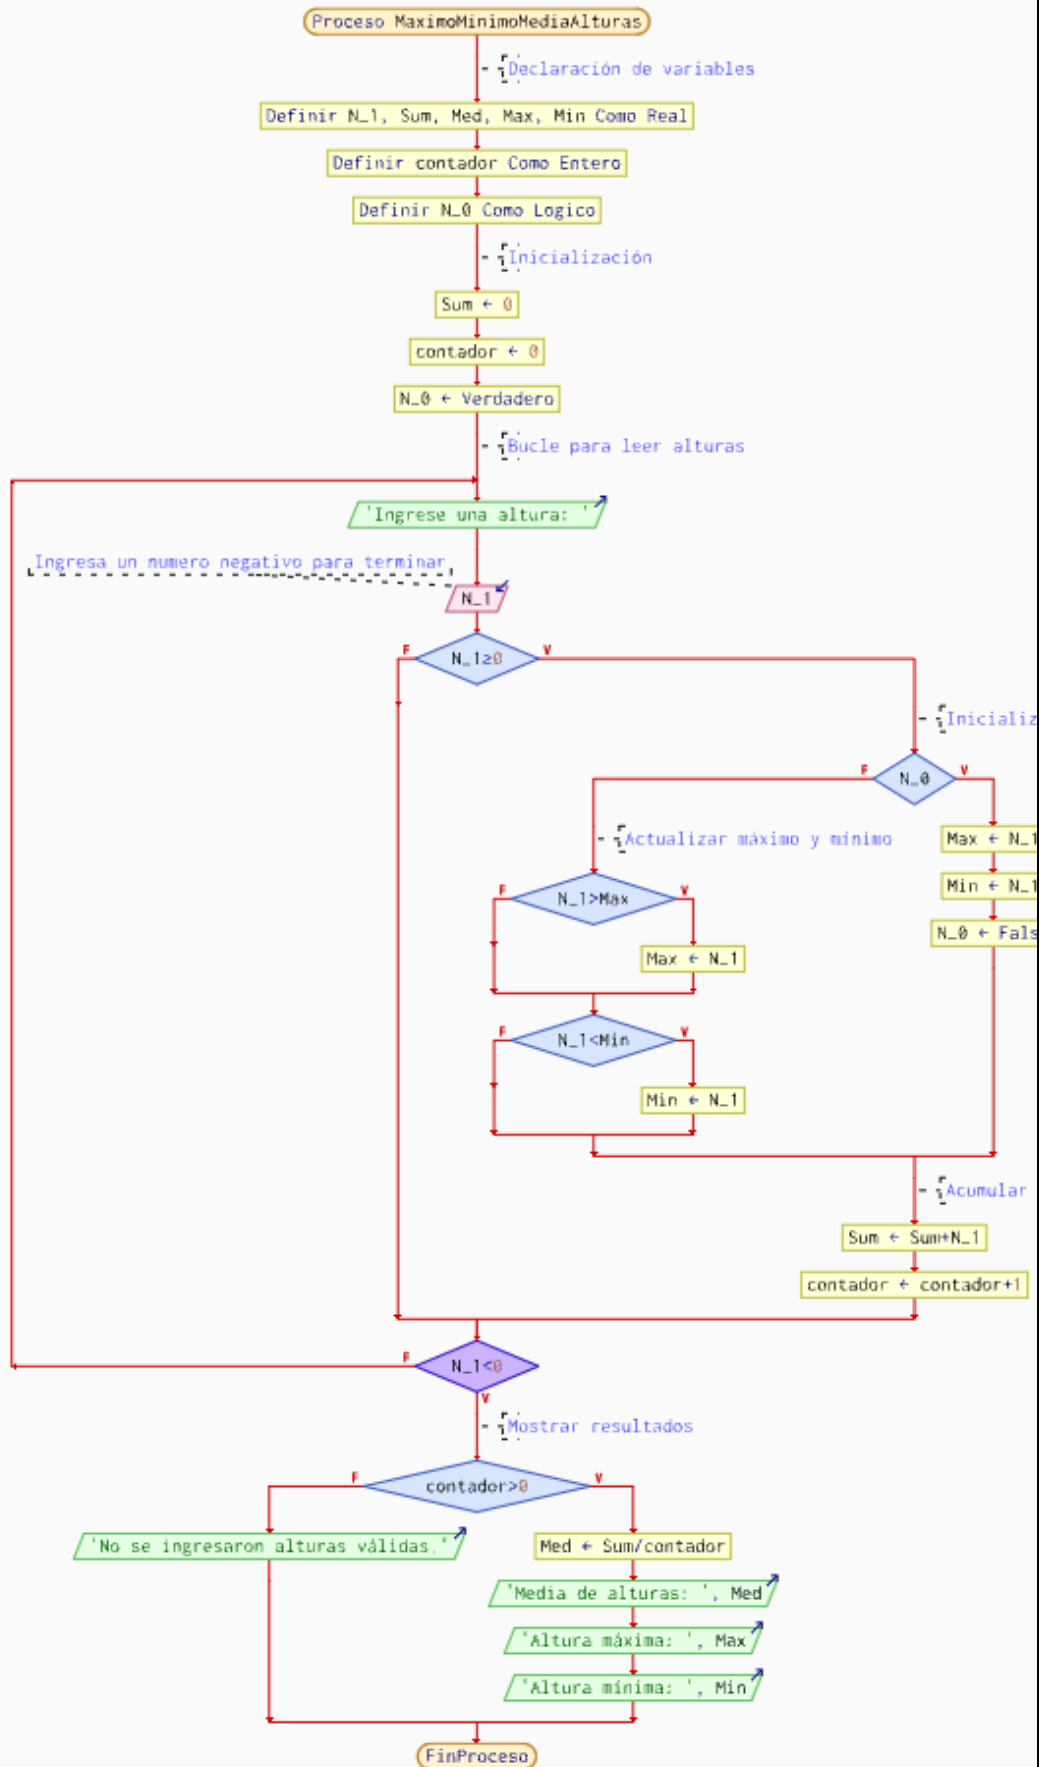 Proceso MaximoMinimoMediaAlturas
Declaración de variables
Definir N_1, Sum, Med, Max, Min Como Real
Definir contador Como Entero
Definir N_0 Como Logico
Inicialización
Sum ← 0
contador ← 0
N_0 ← Verdadero
Bucle para leer alturas
'Ingrese una altura: '
Ingresa un numero negativo para terminar
N_1
F
N_1≥0
V
Inicializ
F
N_0
V
Actualizar máximo y mínimo
Max ← N_1
F
N_1>Max
V
Min ← N_1
N_0 ← Fals
Max ← N_1
F
N_1<Min
V
Min ← N_1
Acumular
Sum ← Sum+N_1
contador ← contador+1
F
N_1<0
V
Mostrar resultados
F
contador>0
V
'No se ingresaron alturas válidas.'
Med ← Sum/contador
'Media de alturas: ', Med
'Altura máxima: ', Max
'Altura mínima: ', Min
FinProceso